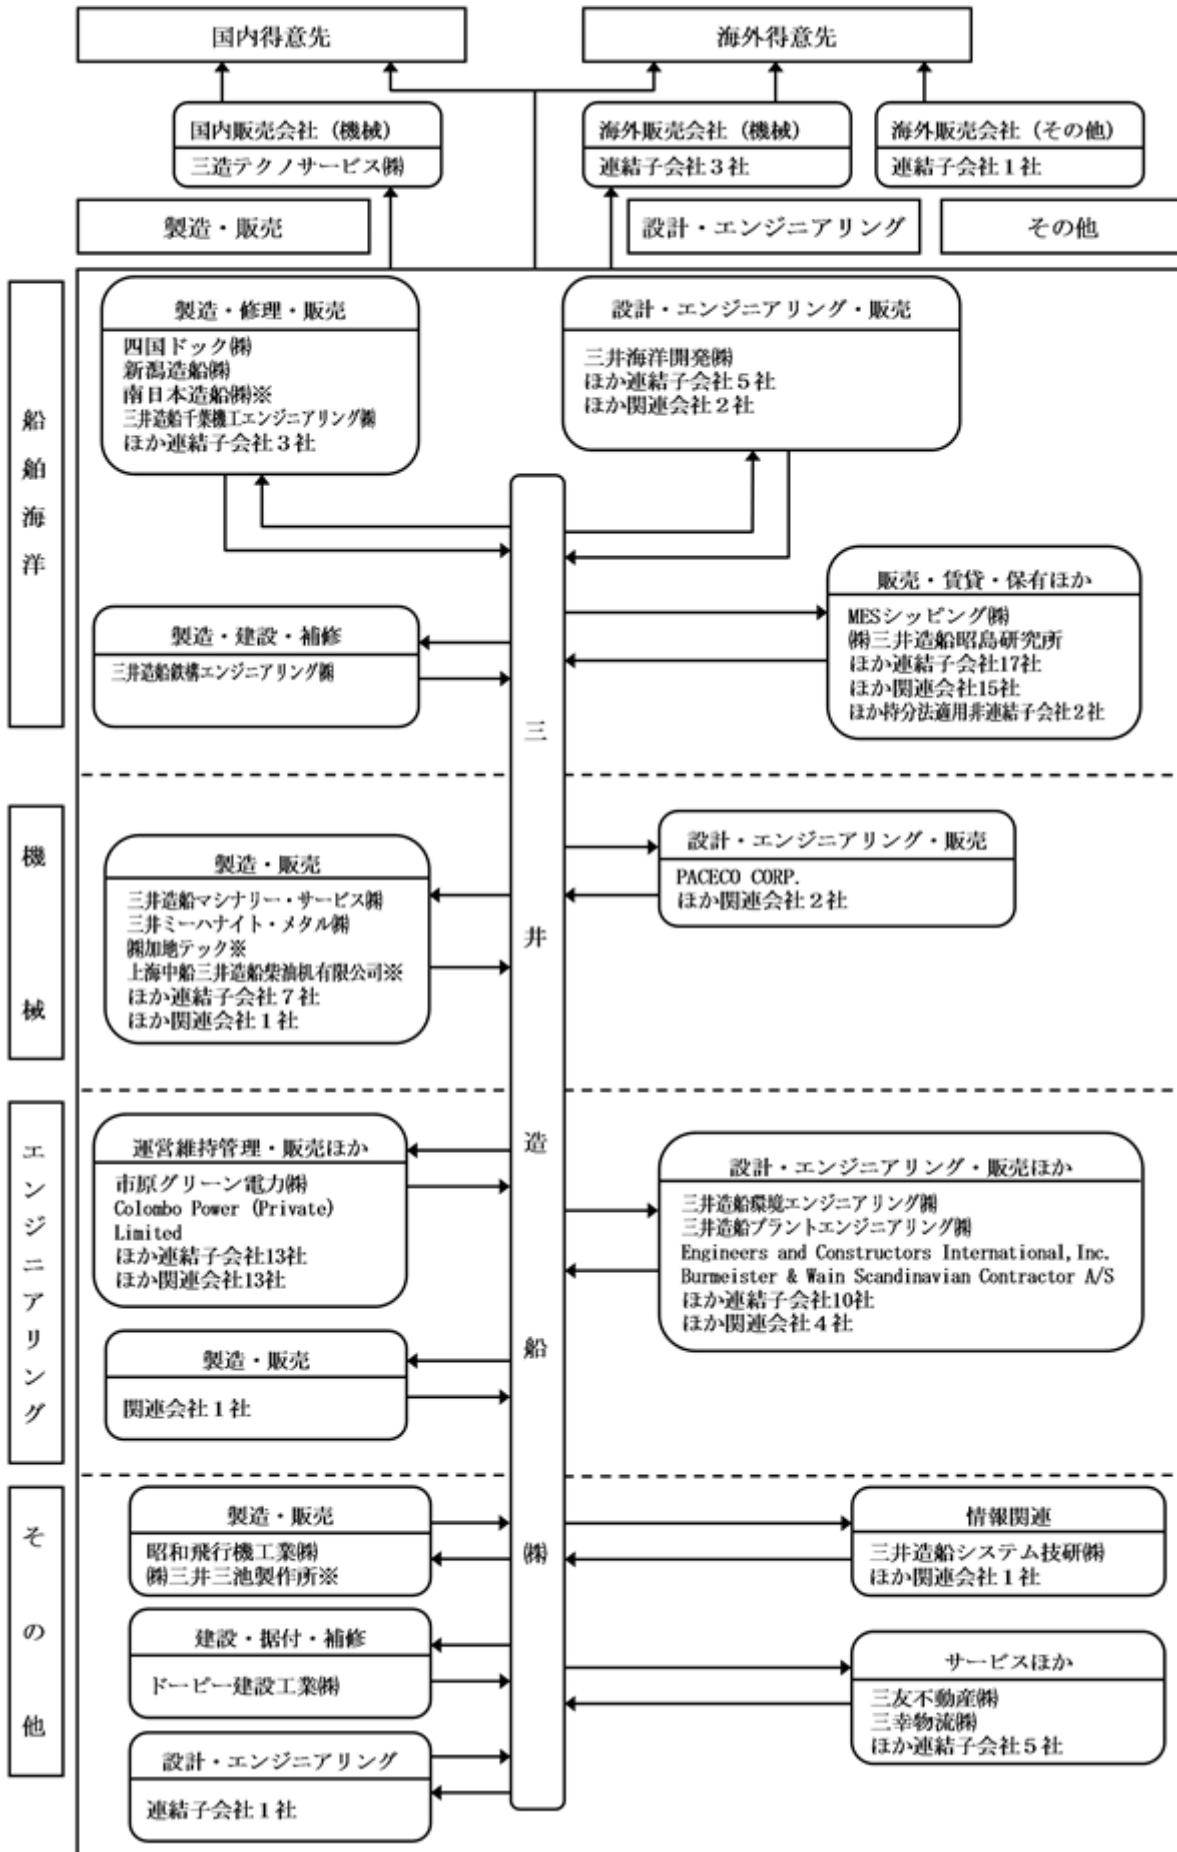 国内得意先
海外得意先
国内販売会社（機械）
三造テクノサービス㈱
海外販売会社（機械）
連結子会社３社
海外販売会社（その他）
連結子会社１社
製造・販売
設計・エンジニアリング
その他
船舶海洋
製造・修理・販売
四国ドック㈱
新潟造船㈱
南日本造船㈱※
三井造船千葉機工エンジニアリング㈱
ほか連結子会社３社
設計・エンジニアリング・販売
三井海洋開発㈱
ほか連結子会社５社
ほか関連会社２社
三井造船㈱
製造・建設・補修
三井造船鉄構エンジニアリング㈱
販売・賃貸・保有ほか
MESシッピング㈱
㈱三井造船昭島研究所
ほか連結子会社17社
ほか関連会社15社
ほか持分法適用非連結子会社２社
機械
製造・販売
三井造船マシナリー・サービス㈱
三井ミーハナイト・メタル㈱
㈱加地テック※
上海中船三井造船柴油机有限公司※
ほか連結子会社７社
ほか関連会社１社
設計・エンジニアリング・販売
PACECO CORP.
ほか関連会社２社
エンジニアリング
運営維持管理・販売ほか
市原グリーン電力㈱
Colombo Power (Private)
Limited
ほか連結子会社13社
ほか関連会社13社
設計・エンジニアリング・販売ほか
三井造船環境エンジニアリング㈱
三井造船プラントエンジニアリング㈱
Engineers and Constructors International,Inc.
Burmeister & Wain Scandinavian Contractor A/S
ほか連結子会社10社
ほか関連会社４社
製造・販売
関連会社１社
その他
製造・販売
昭和飛行機工業㈱
㈱三井三池製作所※
情報関連
三井造船システム技研㈱
ほか関連会社１社
建設・据付・補修
ドーピー建設工業㈱
サービスほか
三友不動産㈱
三幸物流㈱
ほか連結子会社５社
設計・エンジニアリング
連結子会社１社